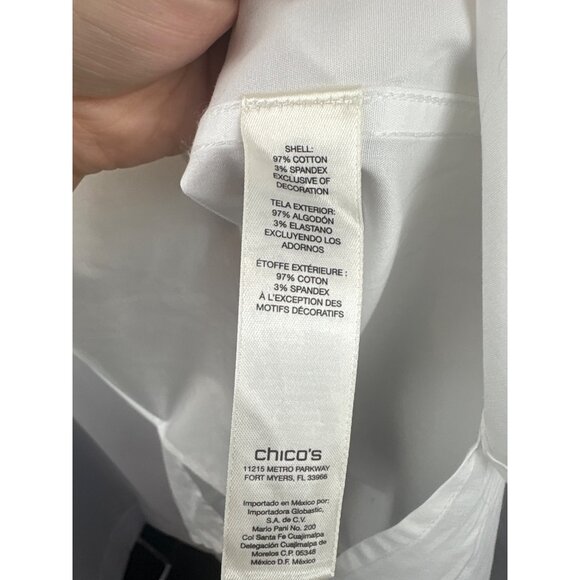 SHELL:
97% COTTON
3% SPANDEX
EXCLUSIVE OF
DECORATION
TELA EXTERIOR:
97% ALGODÓN
3% ELASTANO
EXCLUYENDO LOS
ADORNOS
ÉTOFFE EXTÉRIEURE :
97% COTON
3% SPANDEX
À L'EXCEPTION DES
MOTIFS DÉCORATIFS
chico's
11215 METRO PARKWAY
FORT MYERS, FL 33966
Importado en México por:
Importadora Globastic,
S.A. de C.V.
Mario Pani No. 200
Col Santa Fe Cuajimalpa
Delegación Cuajimalpa de
Morelos C.P. 05348
México D.F. México